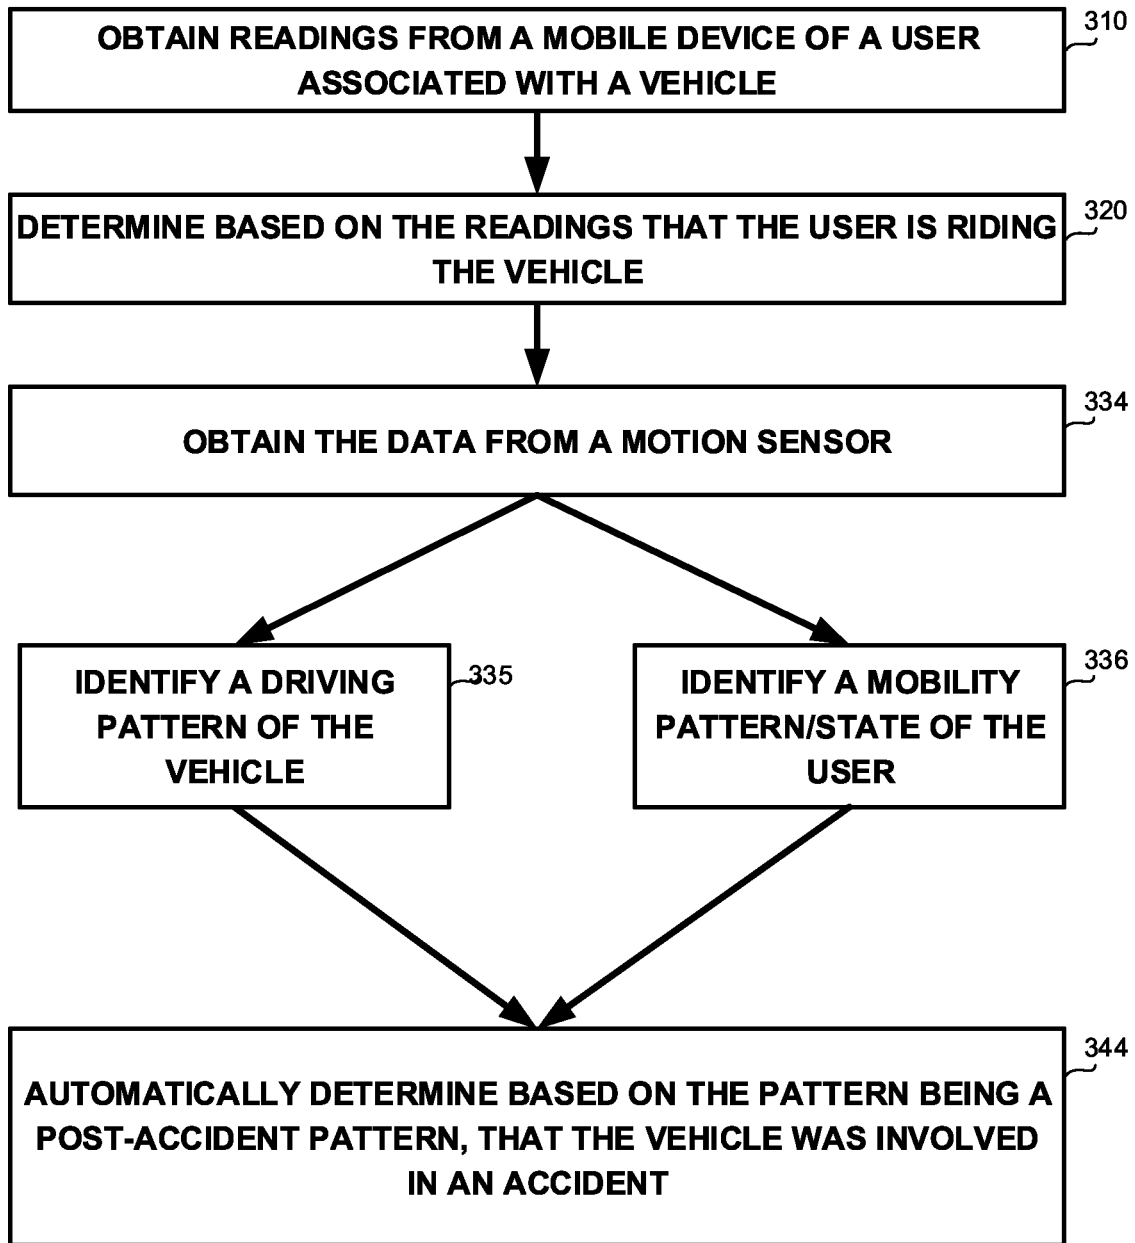 OBTAIN READINGS FROM A MOBILE DEVICE OF A USER
ASSOCIATED WITH A VEHICLE
310
DETERMINE BASED ON THE READINGS THAT THE USER IS RIDING
THE VEHICLE
320
OBTAIN THE DATA FROM A MOTION SENSOR
334
IDENTIFY A DRIVING
PATTERN OF THE
VEHICLE
335
IDENTIFY A MOBILITY
PATTERN/STATE OF THE
USER
336
AUTOMATICALLY DETERMINE BASED ON THE PATTERN BEING A
POST-ACCIDENT PATTERN, THAT THE VEHICLE WAS INVOLVED
IN AN ACCIDENT
344